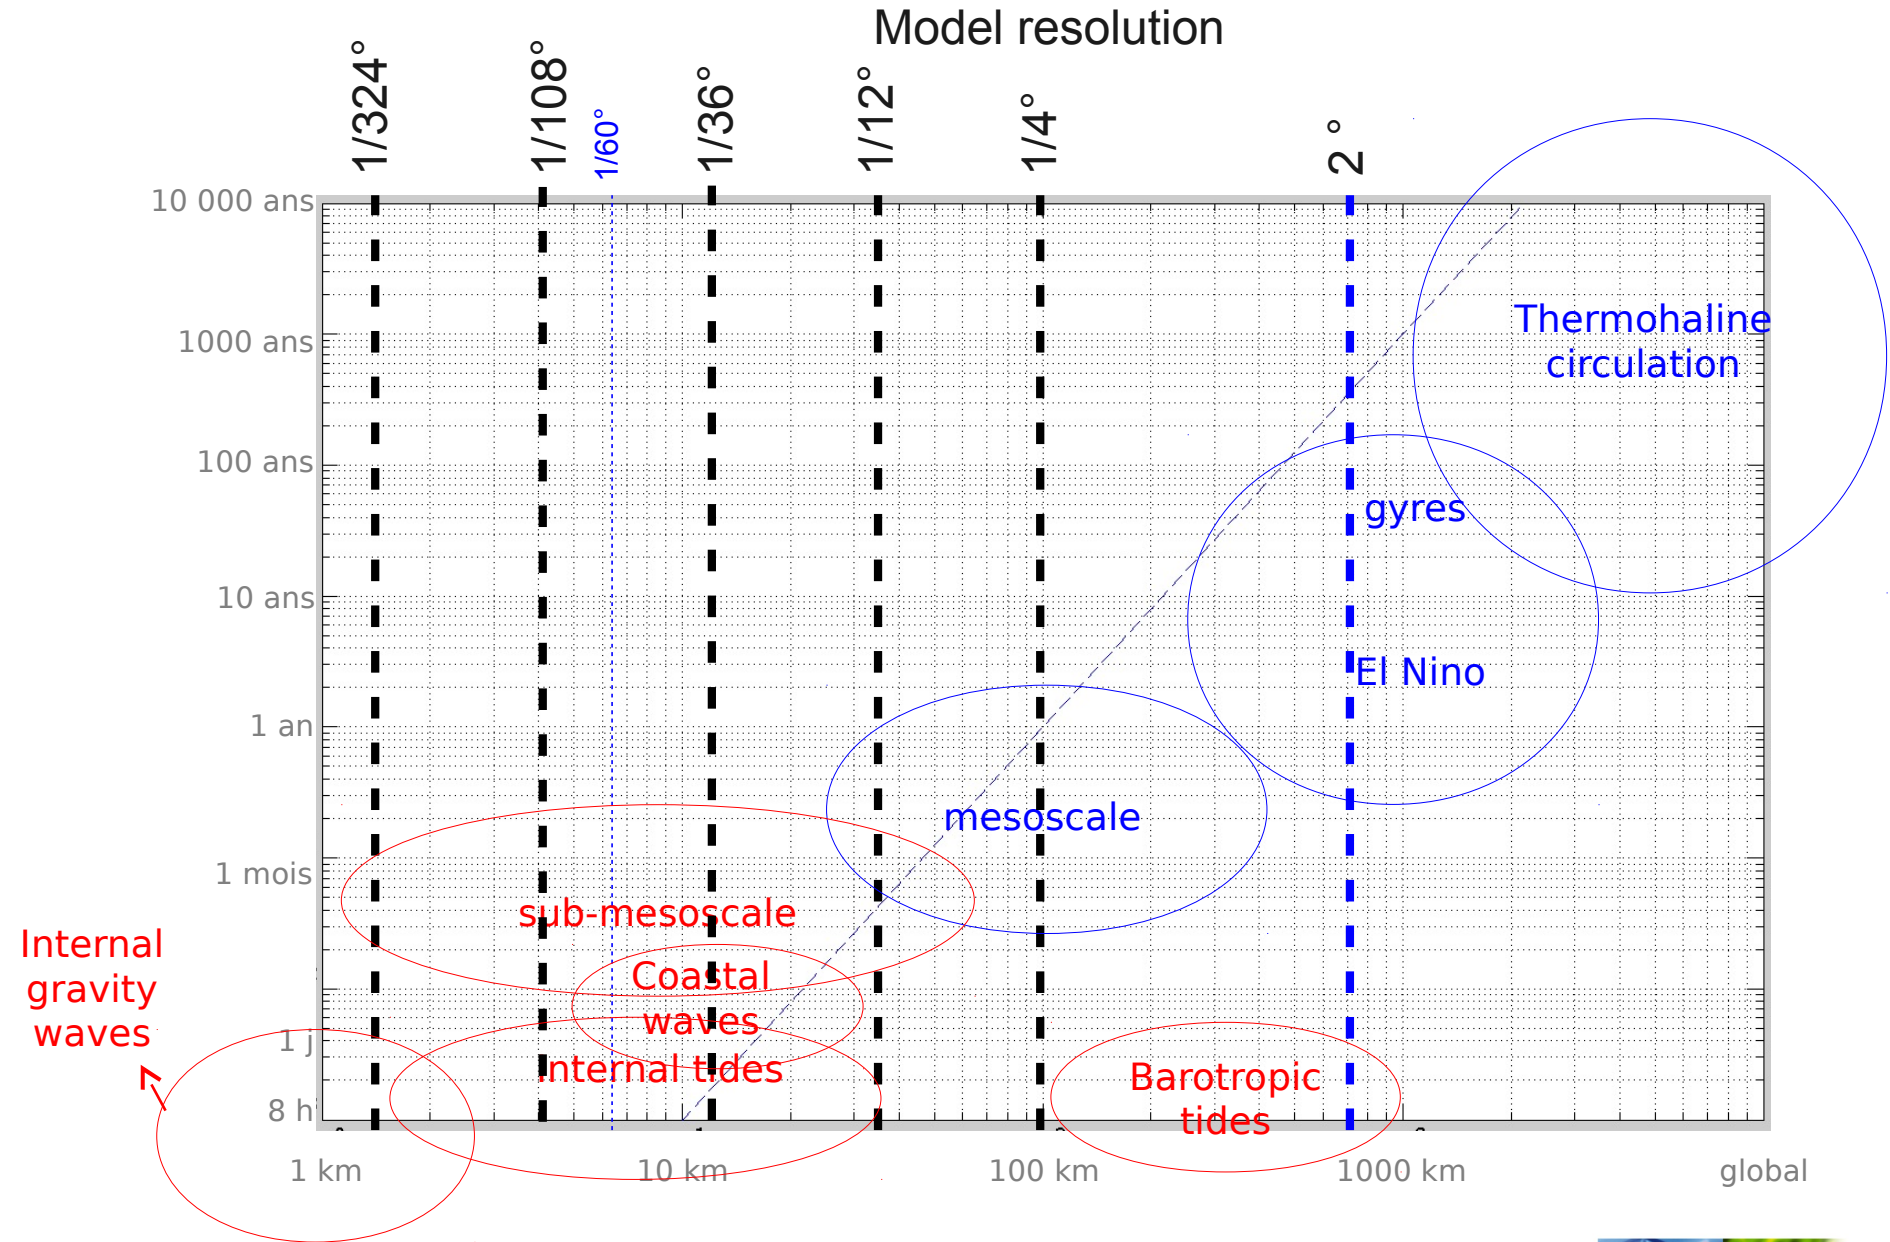 Model resolution
1/324°
1/108°
1/60°
1/36°
1/12°
1/4°
2 °
10 000 ans
1000 ans
100 ans
10 ans
1 an
1 mois
1 j
8 h
Thermohaline
circulation
gyres
El Nino
mesoscale
sub-mesoscale
Coastal
waves
Internal tides
Internal
gravity
waves
Barotropic
tides
1 km
10 km
100 km
1000 km
global